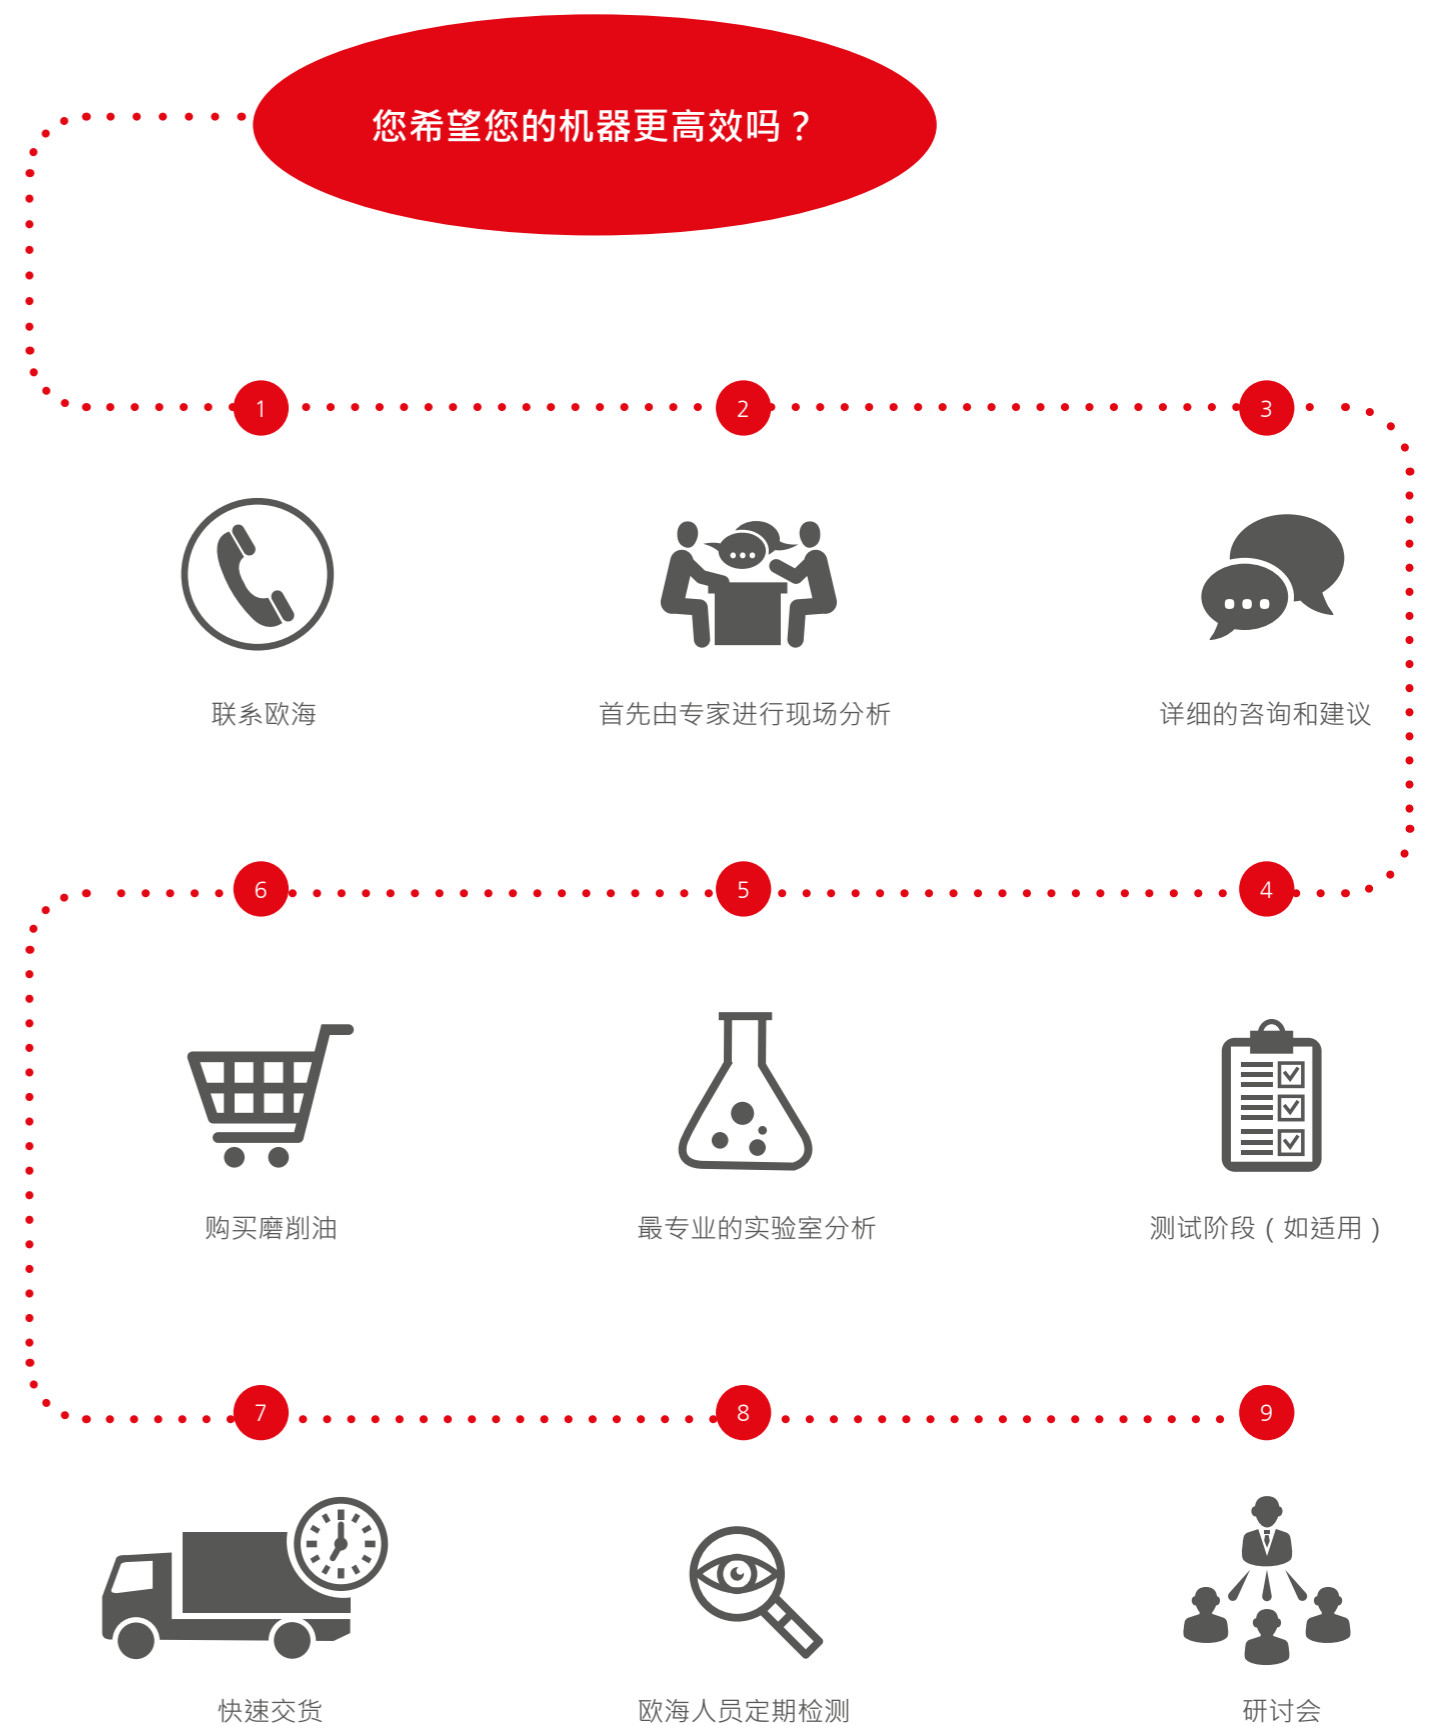 您希望您的机器更高效吗？
1
2
3
联系欧海
首先由专家进行现场分析
详细的咨询和建议
4
5
6
测试阶段（如适用）
最专业的实验室分析
购买磨削油
7
8
9
快速交货
欧海人员定期检测
研讨会